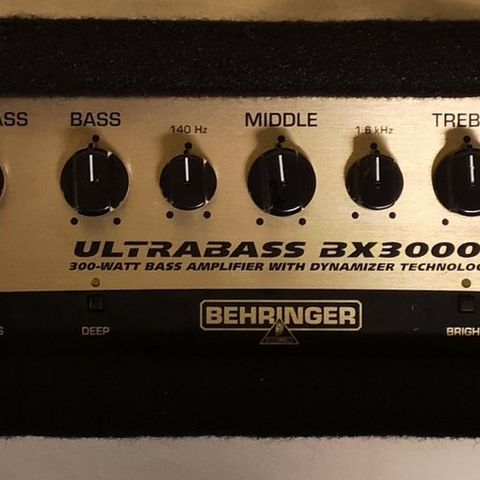 ASS BASS 140 Hz MIDDLE 1.6 kHz TREB
ULTRABASS BX3000
300-WATT BASS AMPLIFIER WITH DYNAMIZER TECHNOLOG
S DEEP BEHRINGER BRIGH